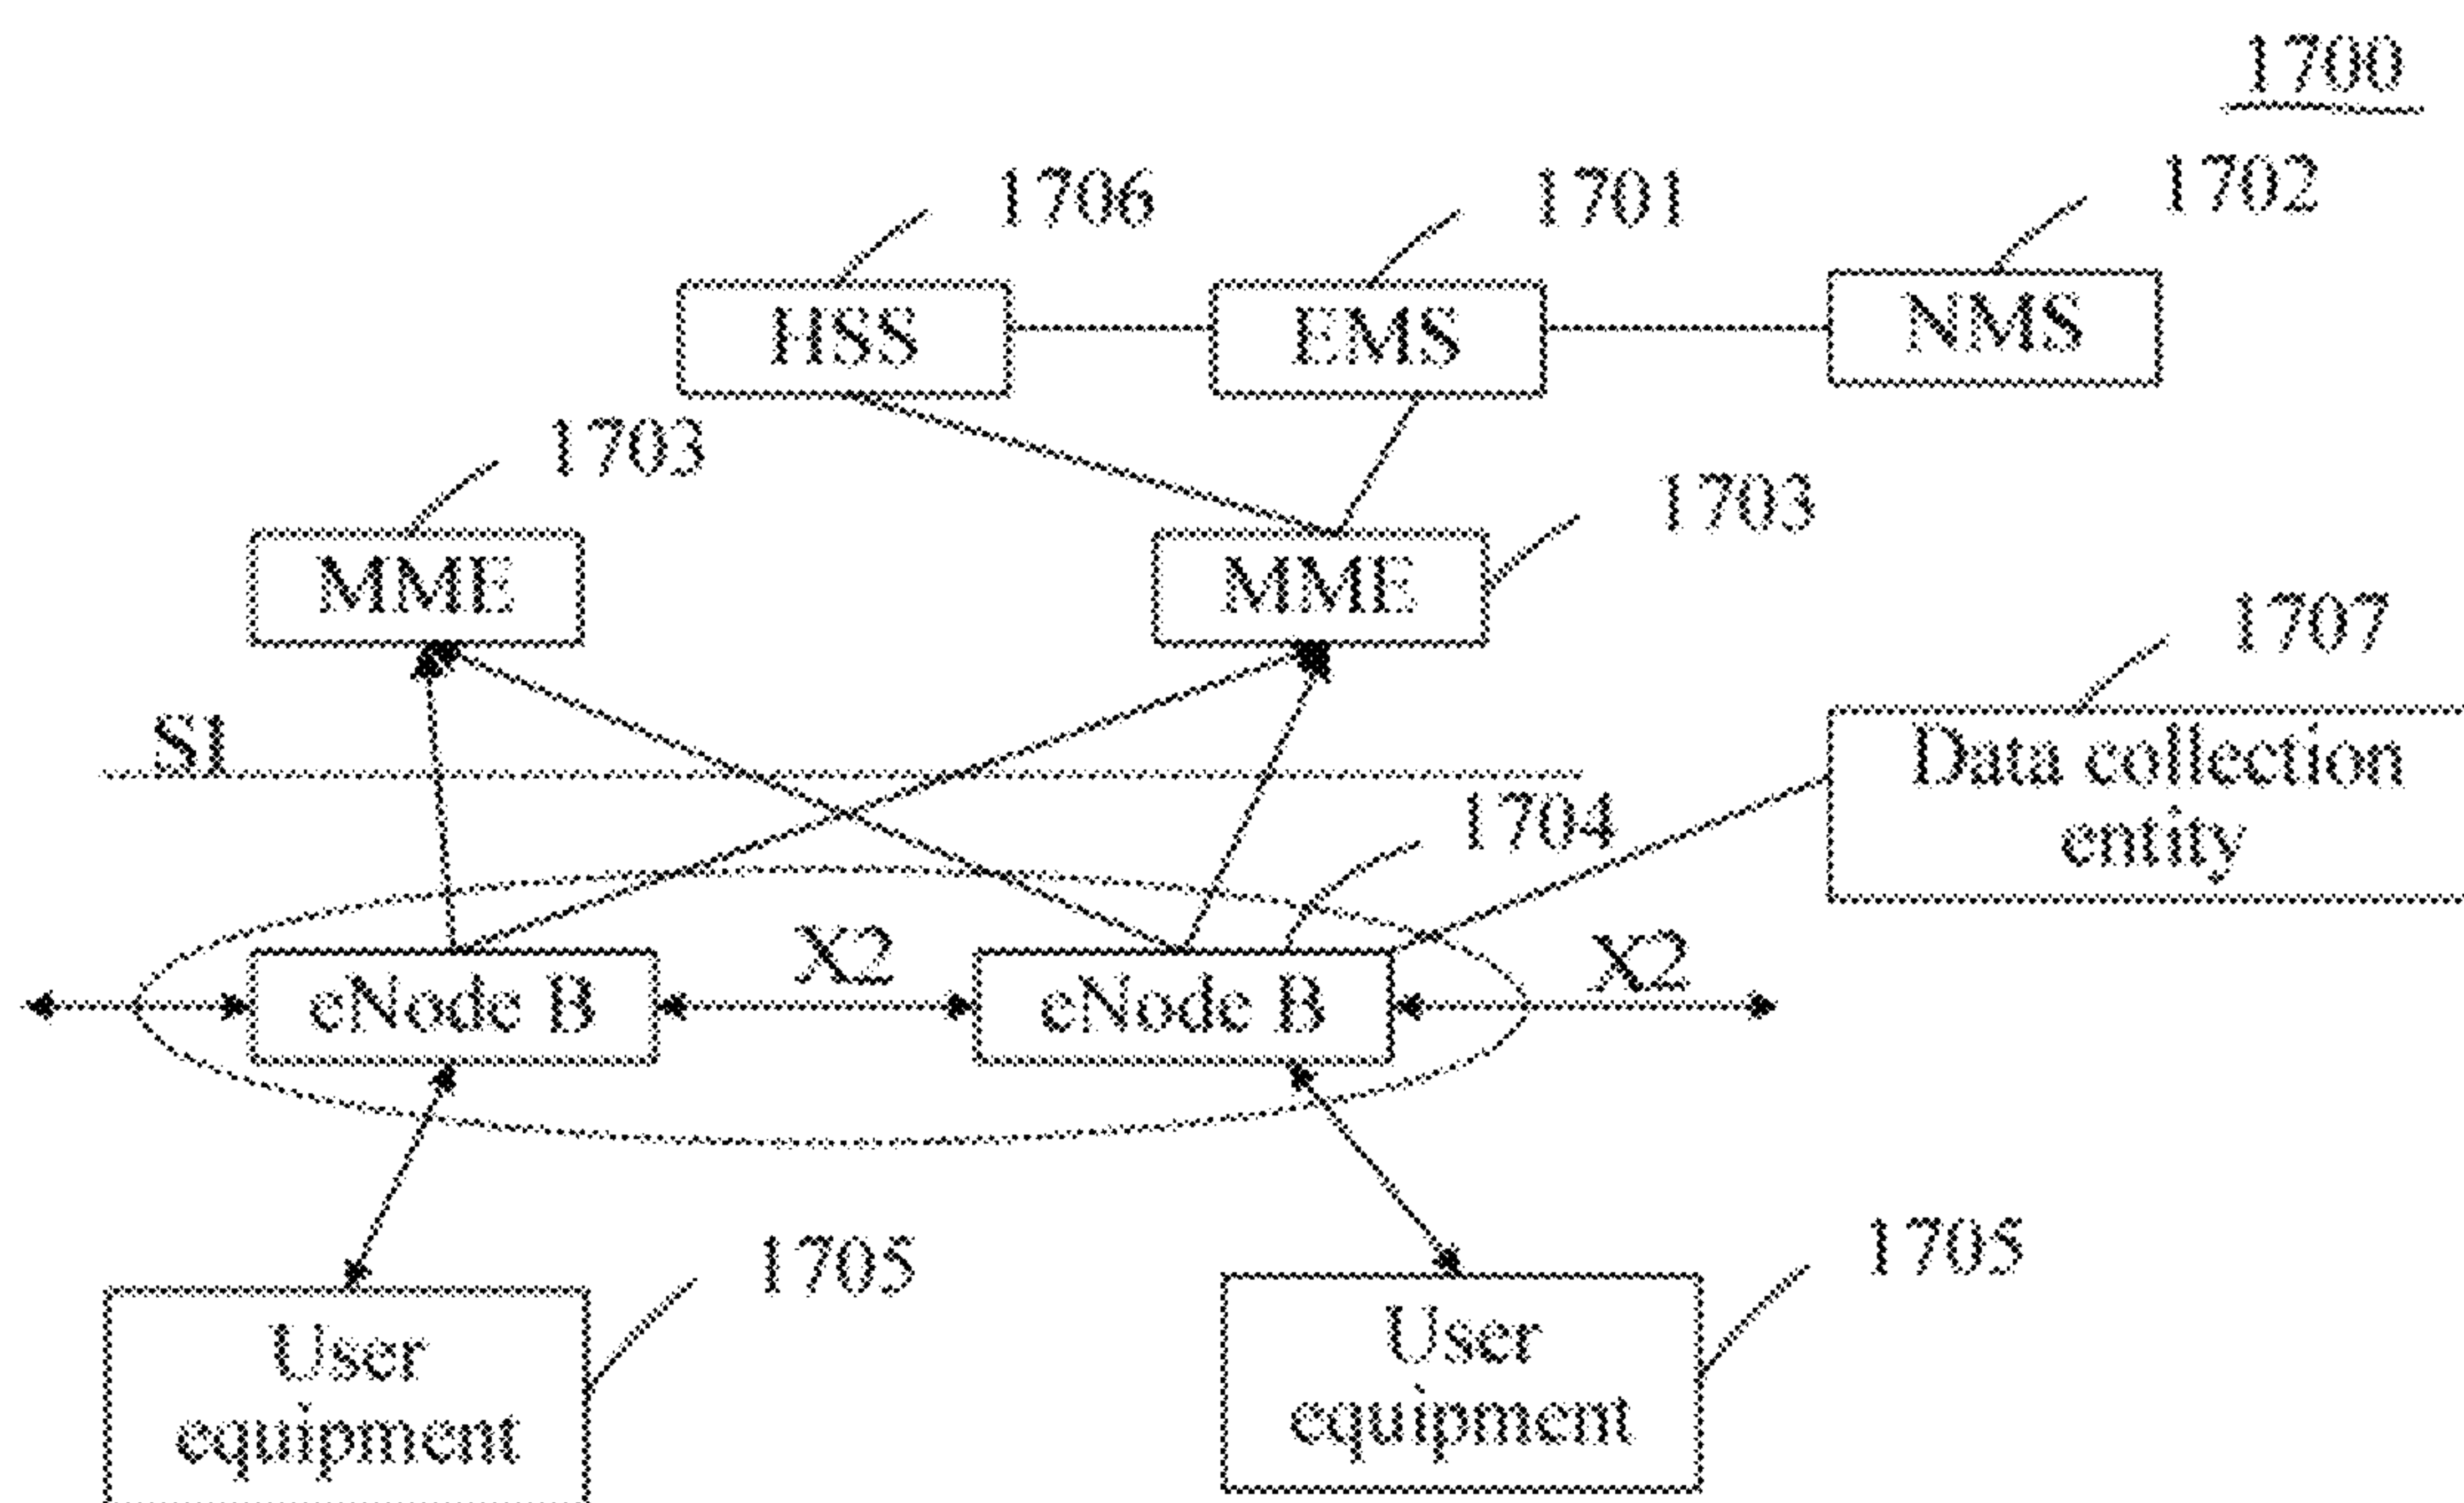 1700
1706
1701
1702
HSS
EMS
NMS
1703
1703
MME
MME
1707
S1
Data collection
entity
1704
X2
X2
eNode B
eNode B
1705
1705
User
equipment
User
equipment